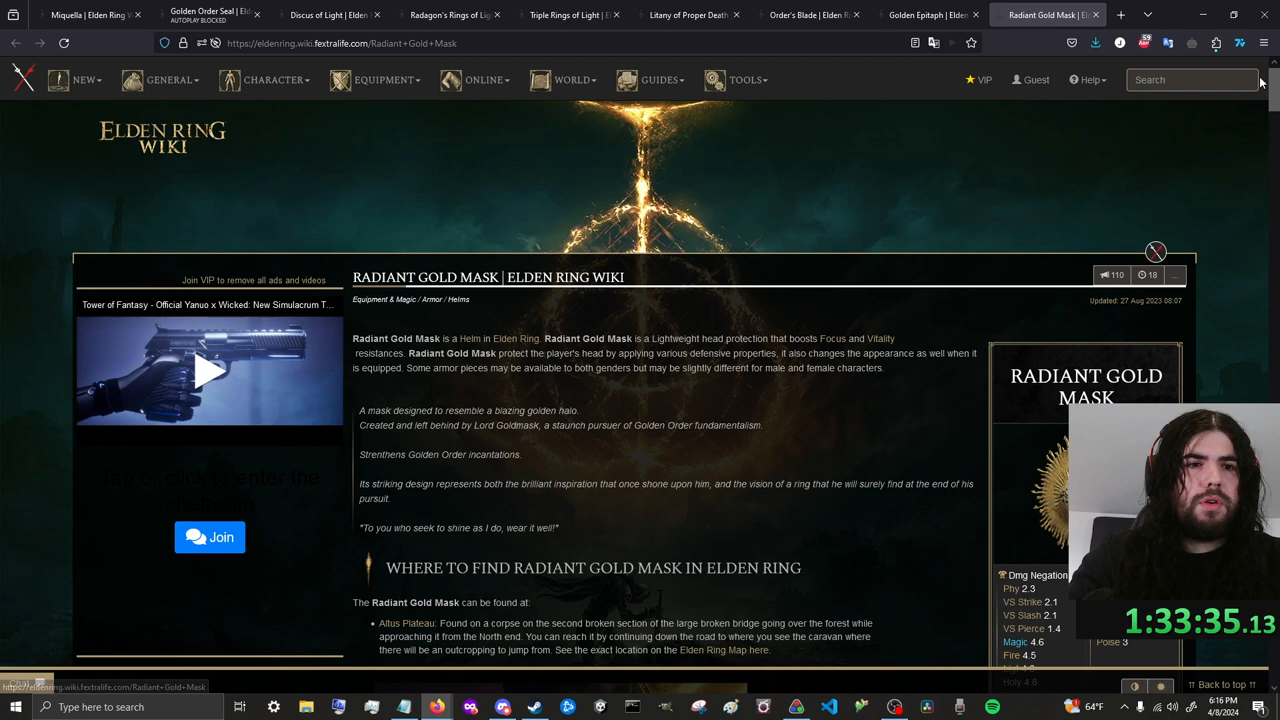 Miquella | Elden Ring W
Golden Order Seal | Elde
AUTOPLAY BLOCKED
Discus of Light | Elden R
Radagon's Rings of Lig
Triple Rings of Light | E
Litany of Proper Death
Order's Blade | Elden Ri
Golden Epitaph | Elden
Radiant Gold Mask | El
https://eldenring.wiki.fextralife.com/Radiant+Gold+Mask
59
NEW
GENERAL
CHARACTER
EQUIPMENT
ONLINE
WORLD
GUIDES
TOOLS
VIP
Guest
Help
Search
ELDEN RING
WIKI
Join VIP to remove all ads and videos
Tower of Fantasy - Official Yanuo x Wicked: New Simulacrum T...
Tap or click to enter the
chatroom
Join
RADIANT GOLD MASK | ELDEN RING WIKI
110
18
...
Equipment & Magic / Armor / Helms
Updated: 27 Aug 2023 08:07
Radiant Gold Mask is a Helm in Elden Ring. Radiant Gold Mask is a Lightweight head protection that boosts Focus and Vitality
resistances. Radiant Gold Mask protect the player's head by applying various defensive properties, it also changes the appearance as well when it
is equipped. Some armor pieces may be available to both genders but may be slightly different for male and female characters.
A mask designed to resemble a blazing golden halo.
Created and left behind by Lord Goldmask, a staunch pursuer of Golden Order fundamentalism.
Strenthens Golden Order incantations.
Its striking design represents both the brilliant inspiration that once shone upon him, and the vision of a ring that he will surely find at the end of his
pursuit.
"To you who seek to shine as I do, wear it well!"
WHERE TO FIND RADIANT GOLD MASK IN ELDEN RING
The Radiant Gold Mask can be found at:
Altus Plateau: Found on a corpse on the second broken section of the large broken bridge going over the forest while
approaching it from the North end. You can reach it by continuing down the road to where you see the caravan where
there will be an outcropping to jump from. See the exact location on the Elden Ring Map here.
RADIANT GOLD
MASK
Dmg Negation
Phy 2.3
VS Strike 2.1
VS Slash 2.1
VS Pierce 1.4
Magic 4.6
Fire 4.5
Holy 4.8
Poise 3
1:33:35.13
Chat
https://eldenring.wiki.fextralife.com/Radiant+Gold+Mask
Back to top
Type here to search
64°F
6:16 PM
4/8/2024